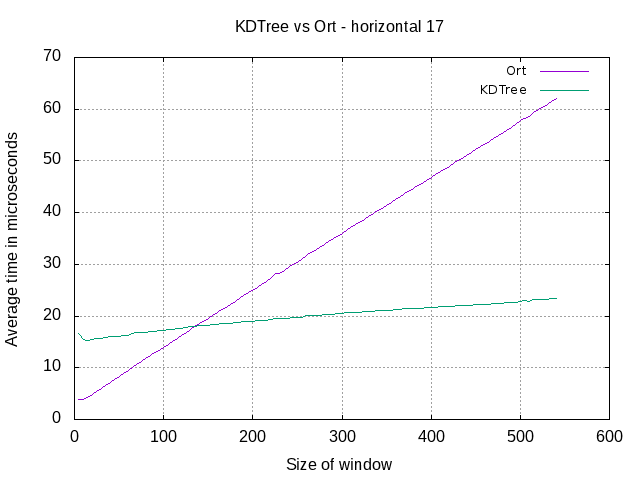 KDTree vs Ort - horizontal 17
Ort
KDTree
70
60
50
40
30
20
10
0
0 100 200 300 400 500 600
Average time in microseconds
Size of window